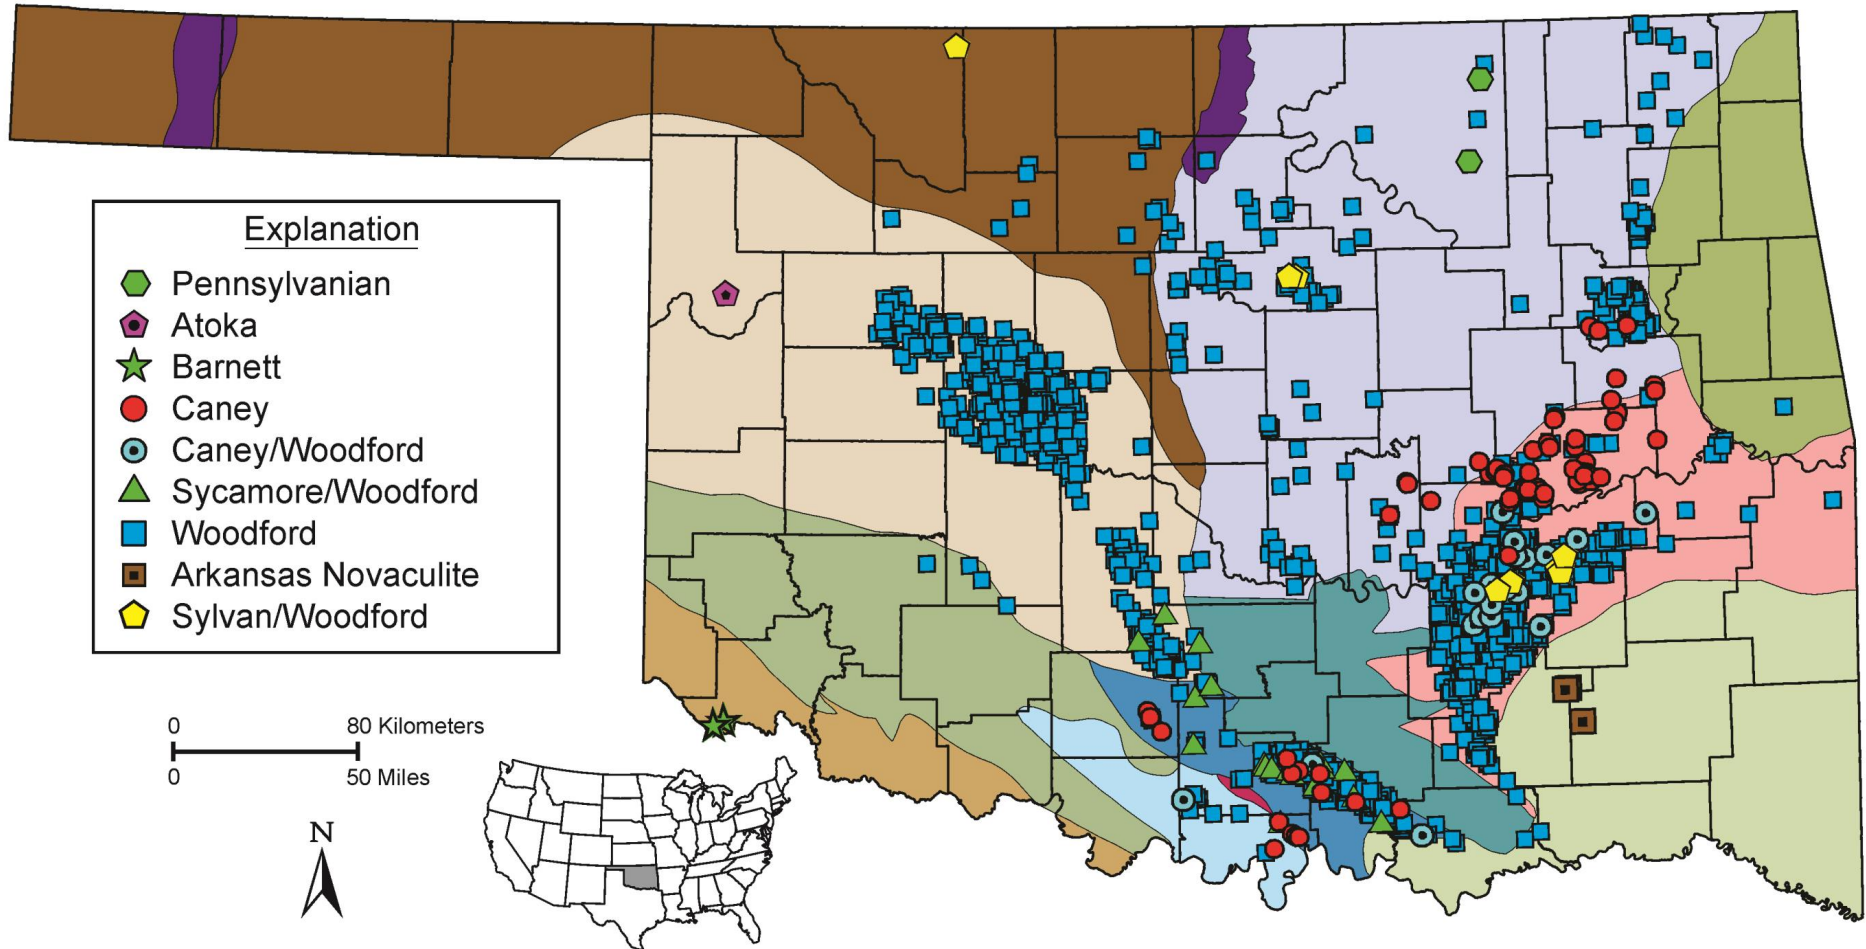 Explanation
Pennsylvanian
Atoka
Barnett
Caney
Caney/Woodford
Sycamore/Woodford
Woodford
Arkansas Novaculite
Sylvan/Woodford
0 80 Kilometers
0 50 Miles
N